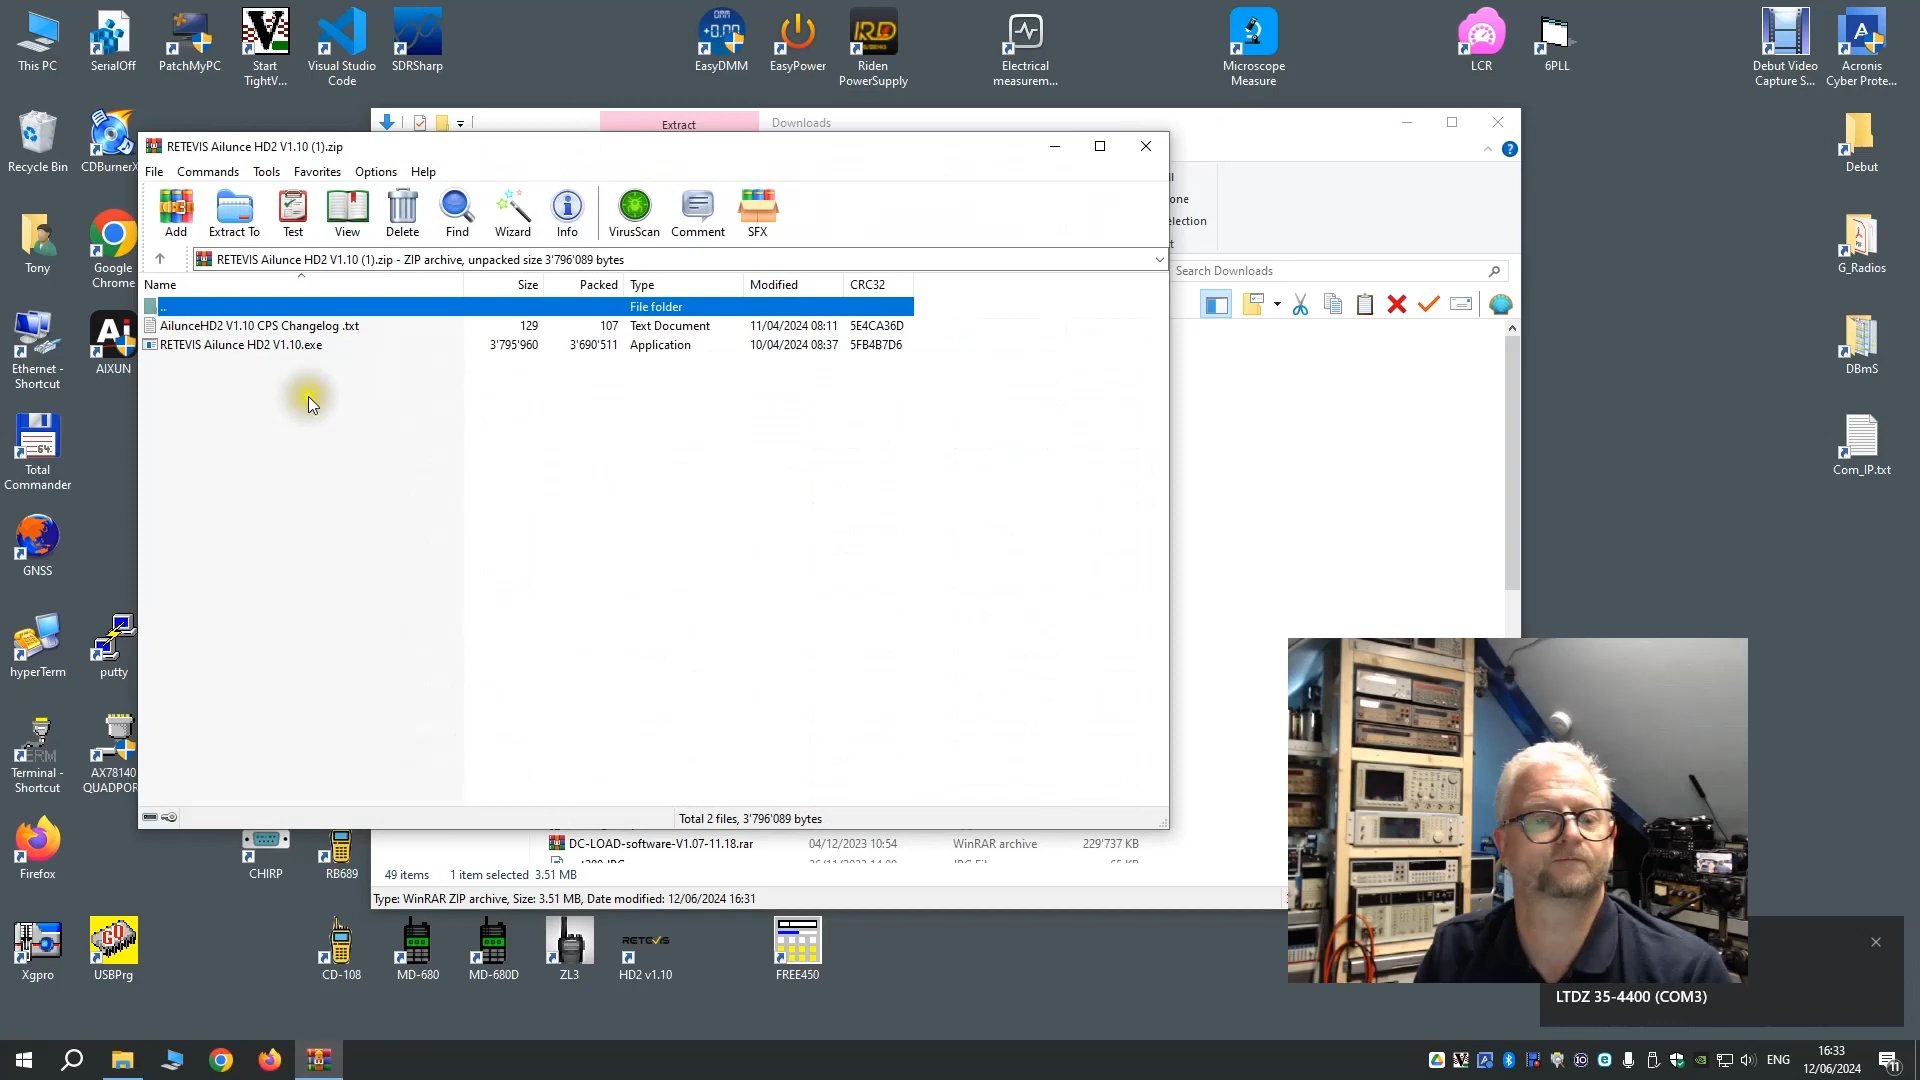 This PC
SerialOff
PatchMyPC
Start TightV...
Visual Studio Code
SDRSharp
EasyDMM
EasyPower
Riden PowerSupply
Electrical measurem...
Microscope Measure
LCR
6PLL
Debut Video Capture S...
Acronis Cyber Prote...
Extract
Downloads
RETEVIS Ailunce HD2 V1.10 (1).zip
File Commands Tools Favorites Options Help
Add Extract To Test View Delete Find Wizard Info VirusScan Comment SFX
RETEVIS Ailunce HD2 V1.10 (1).zip - ZIP archive, unpacked size 3'796'089 bytes
Search Downloads
Name Size Packed Type Modified CRC32
.. File folder
AilunceHD2 V1.10 CPS Changelog .txt 129 107 Text Document 11/04/2024 08:11 5E4CA36D
RETEVIS Ailunce HD2 V1.10.exe 3'795'960 3'690'511 Application 10/04/2024 08:37 5FB4B7D6
Total 2 files, 3'796'089 bytes
DC-LOAD-software-V1.07-11.18.rar 04/12/2023 10:54 WinRAR archive 229'737 KB
49 items 1 item selected 3.51 MB
Type: WinRAR ZIP archive, Size: 3.51 MB, Date modified: 12/06/2024 16:31
Recycle Bin
CDBurnerX
Debut
Tony
Google Chrome
G_Radios
Ethernet - Shortcut
AIXUN
DBmS
Total Commander
Com_IP.txt
GNSS
hyperTerm
putty
Terminal - Shortcut
AX78140 QUADPOR
Firefox
CHIRP
RB689
Xgpro
USBPrg
CD-108
MD-680
MD-680D
ZL3
RETEVIS
HD2 v1.10
FREE450
LTDZ 35-4400 (COM3)
ENG
16:33
12/06/2024
11